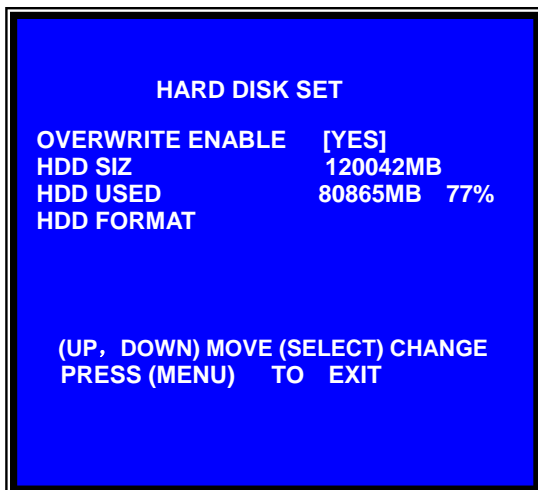 HARD DISK SET
OVERWRITE ENABLE [YES]
HDD SIZ 120042MB
HDD USED 80865MB 77%
HDD FORMAT
(UP，DOWN) MOVE (SELECT) CHANGE
PRESS (MENU) TO EXIT